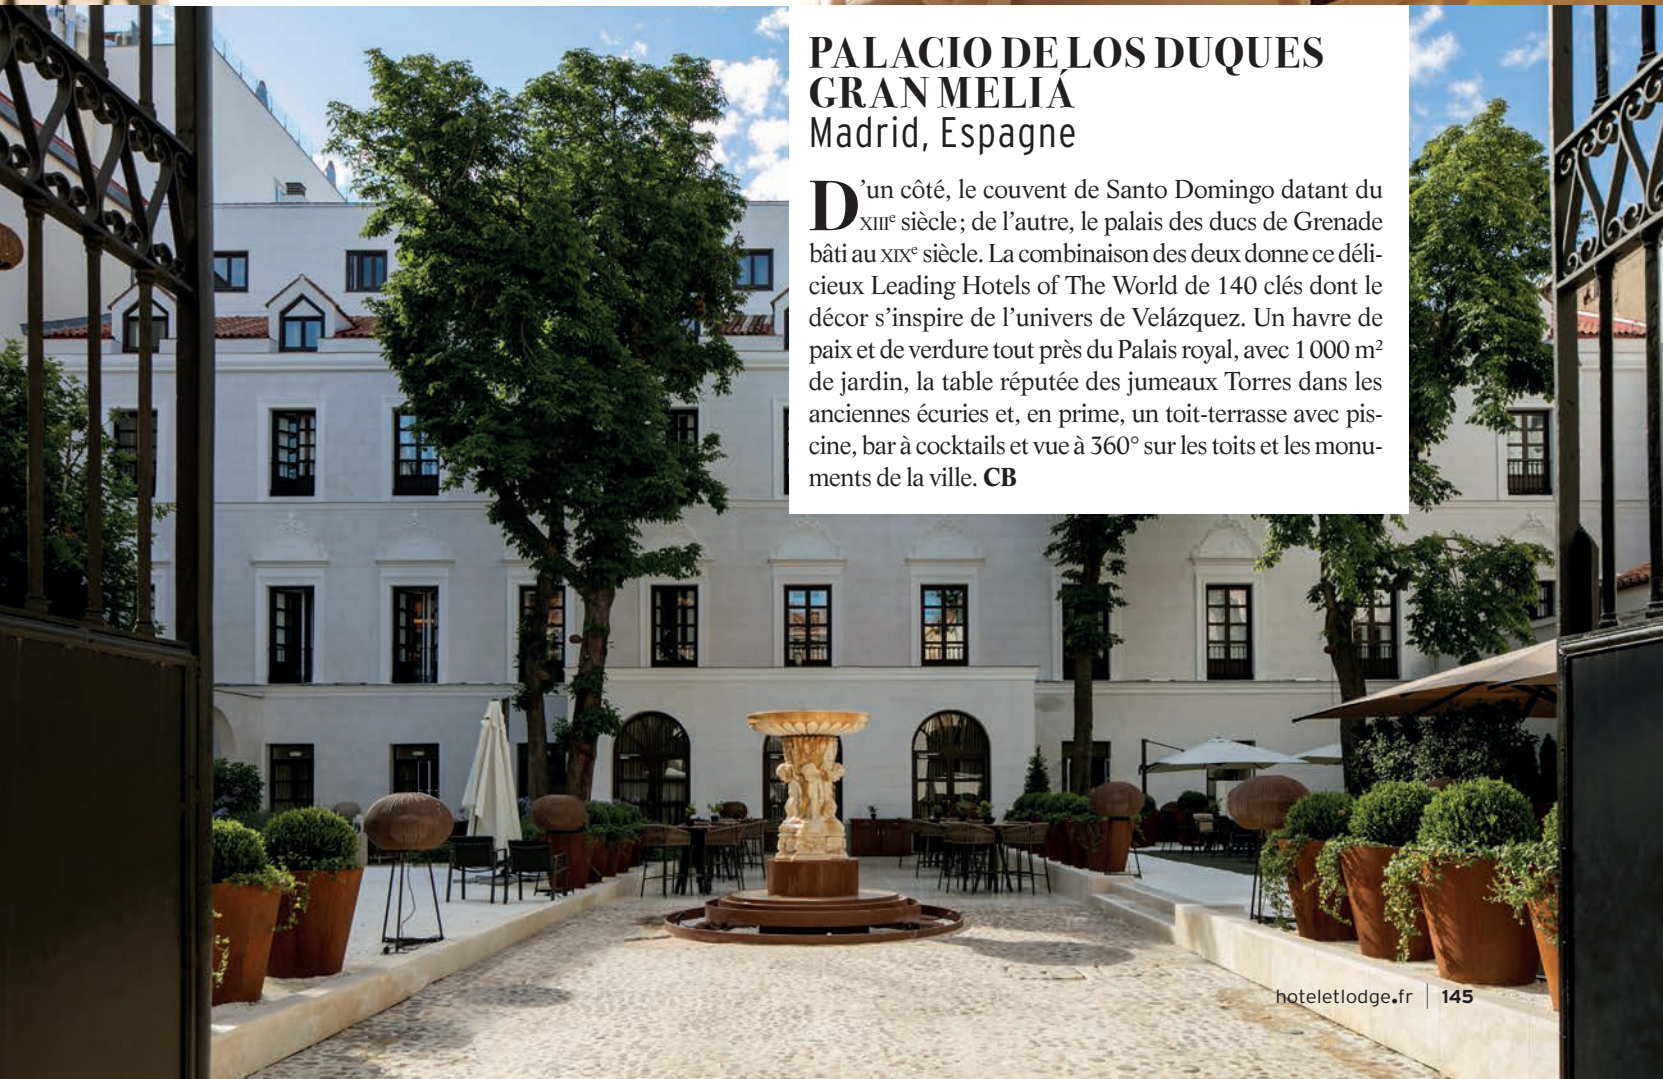 PALACIO DE LOS DUQUES
GRAN MELIÁ
Madrid, Espagne
D’un côté, le couvent de Santo Domingo datant du
XIIIe siècle ; de l’autre, le palais des ducs de Grenade
bâti au XIXe siècle. La combinaison des deux donne ce déli-
cieux Leading Hotels of The World de 140 clés dont le
décor s’inspire de l’univers de Velázquez. Un havre de
paix et de verdure tout près du Palais royal, avec 1 000 m²
de jardin, la table réputée des jumeaux Torres dans les
anciennes écuries et, en prime, un toit-terrasse avec pis-
cine, bar à cocktails et vue à 360° sur les toits et les monu-
ments de la ville. CB
hoteletlodge.fr | 145